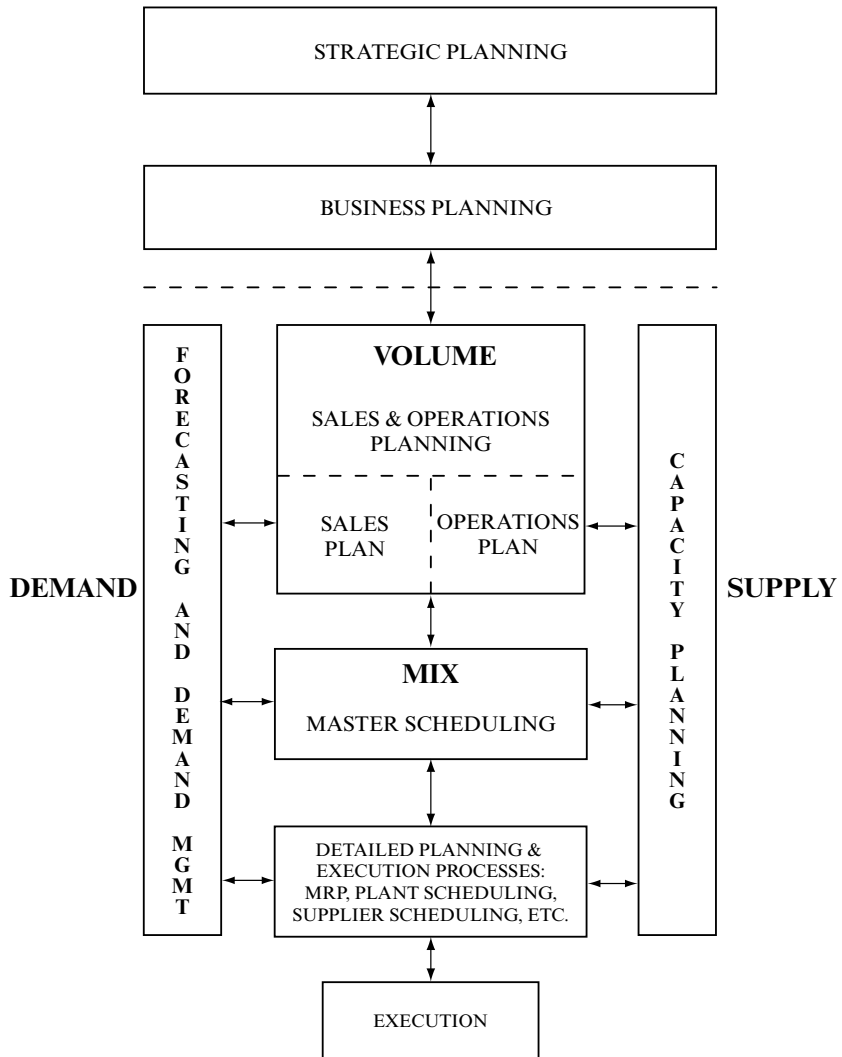 STRATEGIC PLANNING
BUSINESS PLANNING
DEMAND
FORECASTING AND DEMAND MGMT
VOLUME
SALES & OPERATIONS
PLANNING
SALES
PLAN
OPERATIONS
PLAN
MIX
MASTER SCHEDULING
DETAILED PLANNING &
EXECUTION PROCESSES:
MRP, PLANT SCHEDULING,
SUPPLIER SCHEDULING, ETC.
CAPACITY PLANNING
SUPPLY
EXECUTION